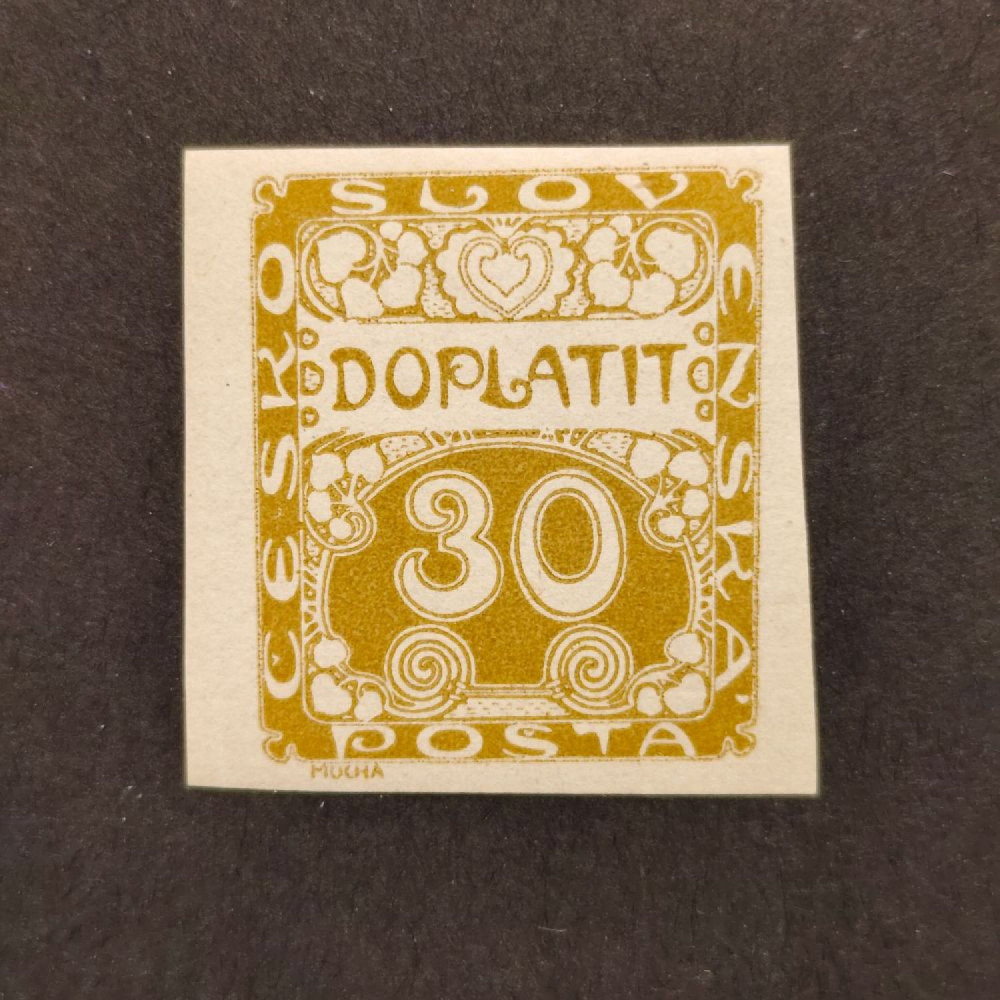 ČESKO
SLOV
ENSKÁ
DOPLATIT
30
POŠTA
MUCHA